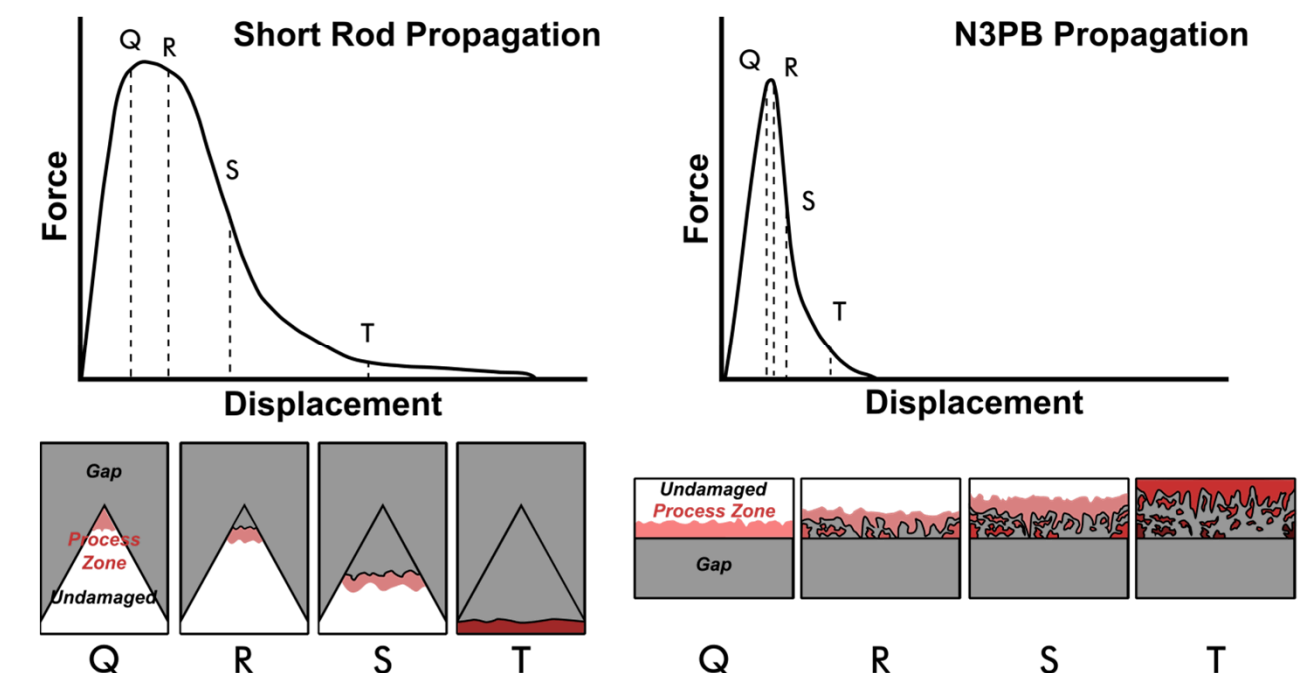 Short Rod Propagation
Q
R
S
T
Force
Displacement
Gap
Process
Zone
Undamaged
Q
R
S
T
N3PB Propagation
Q
R
S
T
Force
Displacement
Undamaged
Process Zone
Gap
Q
R
S
T